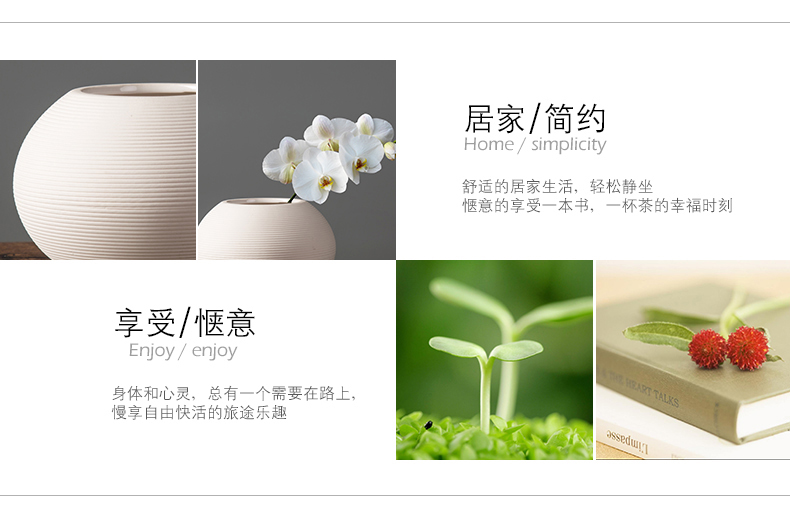 居家/简约
Home / simplicity
舒适的居家生活，轻松静坐
惬意的享受一本书，一杯茶的幸福时刻
享受/惬意
Enjoy / enjoy
身体和心灵，总有一个需要在路上，
慢享自由快活的旅途乐趣
THE HEART TALKS
L'impasse